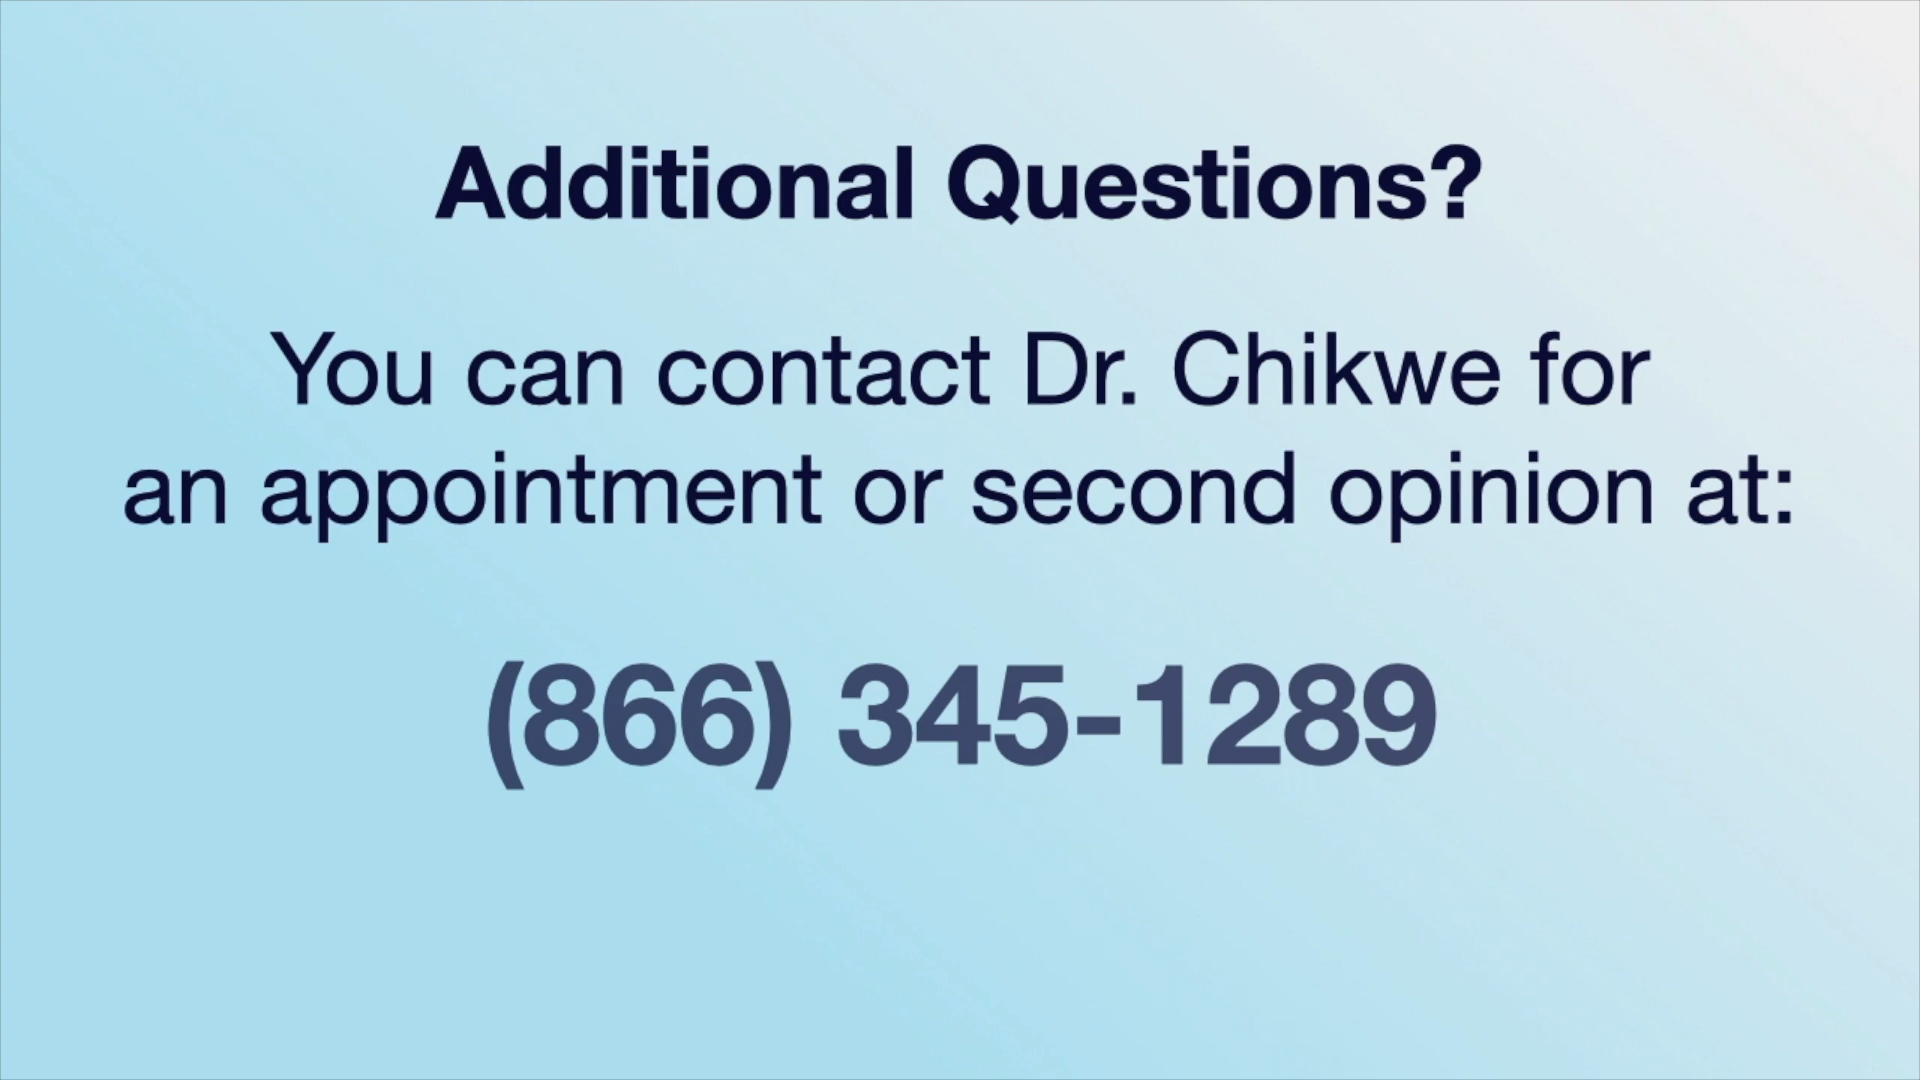 Additional Questions?
You can contact Dr. Chikwe for
an appointment or second opinion at:
(866) 345-1289